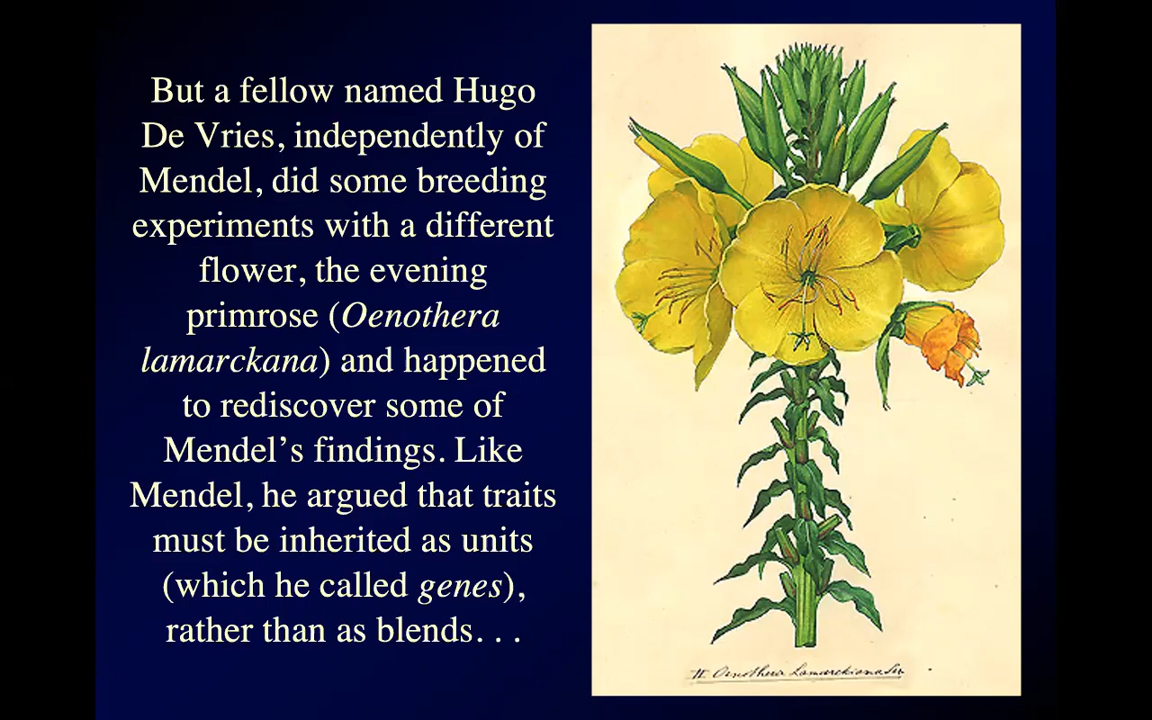 But a fellow named Hugo
De Vries, independently of
Mendel, did some breeding
experiments with a different
flower, the evening
primrose (Oenothera
lamarckana) and happened
to rediscover some of
Mendel’s findings. Like
Mendel, he argued that traits
must be inherited as units
(which he called genes),
rather than as blends. . .
Oenothera Lamarckiana